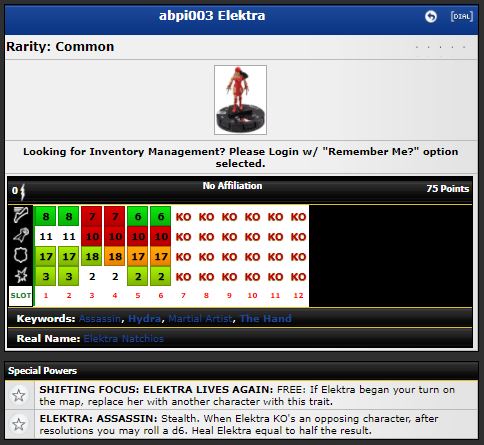 abpi003 Elektra
[DIAL]
Rarity: Common
Looking for Inventory Management? Please Login w/ "Remember Me?" option
selected.
0 No Affiliation 75 Points
8 8 7 7 6 6 KO KO KO KO KO KO
11 11 10 10 10 10 KO KO KO KO KO KO
17 17 18 18 17 17 KO KO KO KO KO KO
3 3 2 2 2 2 KO KO KO KO KO KO
SLOT 1 2 3 4 5 6 7 8 9 10 11 12
Keywords: Assassin, Hydra, Martial Artist, The Hand
Real Name: Elektra Natchios
Special Powers
SHIFTING FOCUS: ELEKTRA LIVES AGAIN: FREE: If Elektra began your turn on
the map, replace her with another character with this trait.
ELEKTRA: ASSASSIN: Stealth. When Elektra KO's an opposing character, after
resolutions you may roll a d6. Heal Elektra equal to half the result.